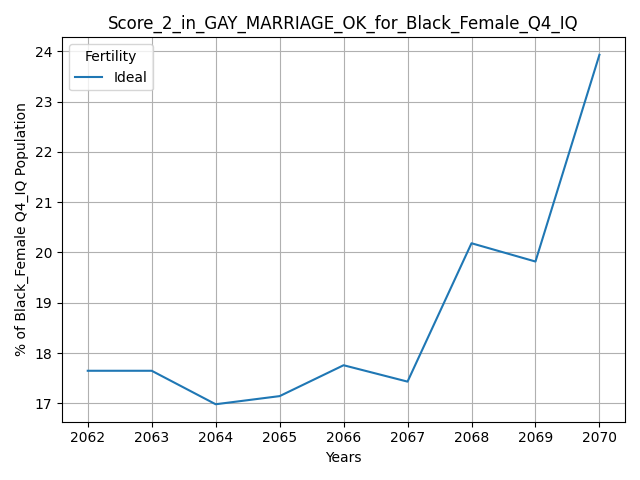 Score_2_in_GAY_MARRIAGE_OK_for_Black_Female_Q4_IQ
Fertility
Ideal
% of Black_Female Q4_IQ Population
24
23
22
21
20
19
18
17
2062 2063 2064 2065 2066 2067 2068 2069 2070
Years